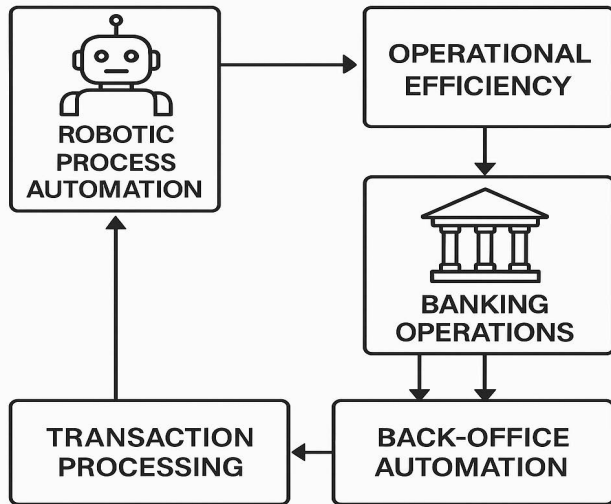 ROBOTIC
PROCESS
AUTOMATION
OPERATIONAL
EFFICIENCY
BANKING
OPERATIONS
TRANSACTION
PROCESSING
BACK-OFFICE
AUTOMATION